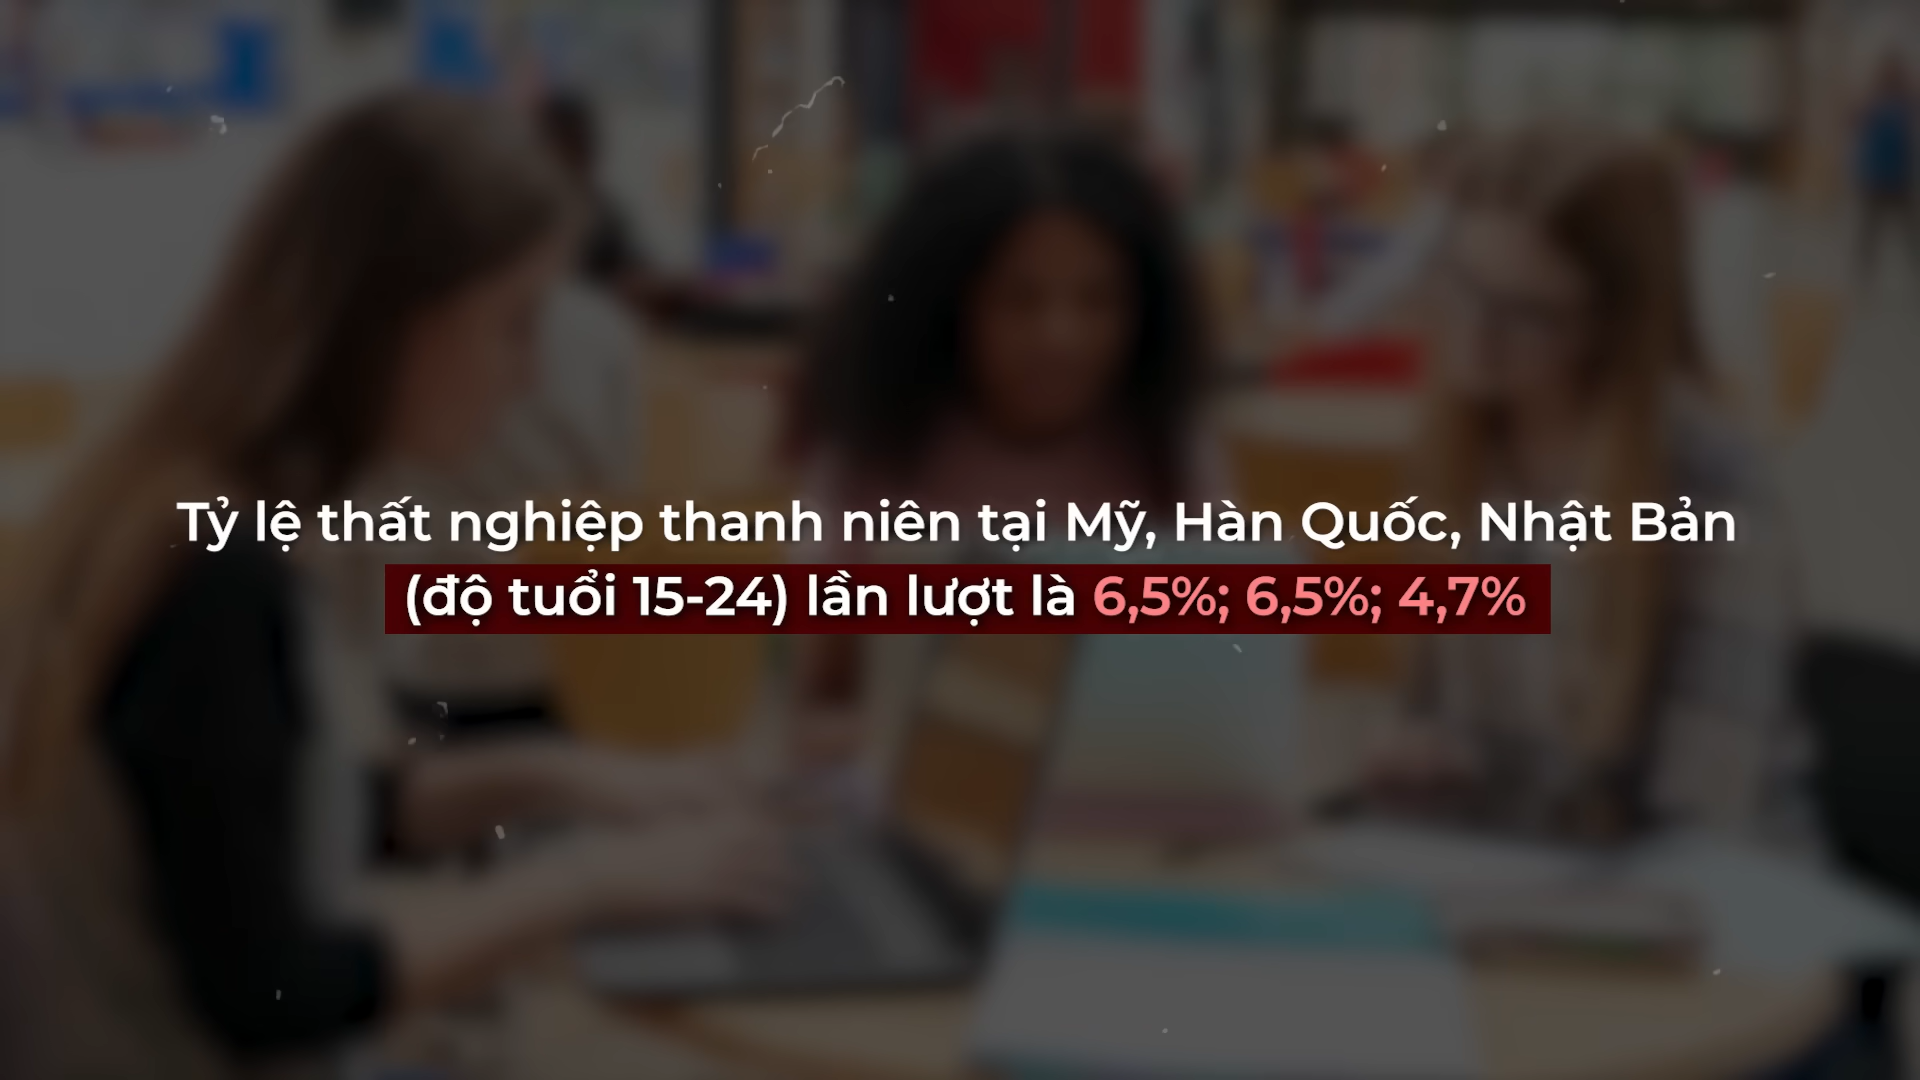 Tỷ lệ thất nghiệp thanh niên tại Mỹ, Hàn Quốc, Nhật Bản
(độ tuổi 15-24) lần lượt là 6,5%; 6,5%; 4,7%